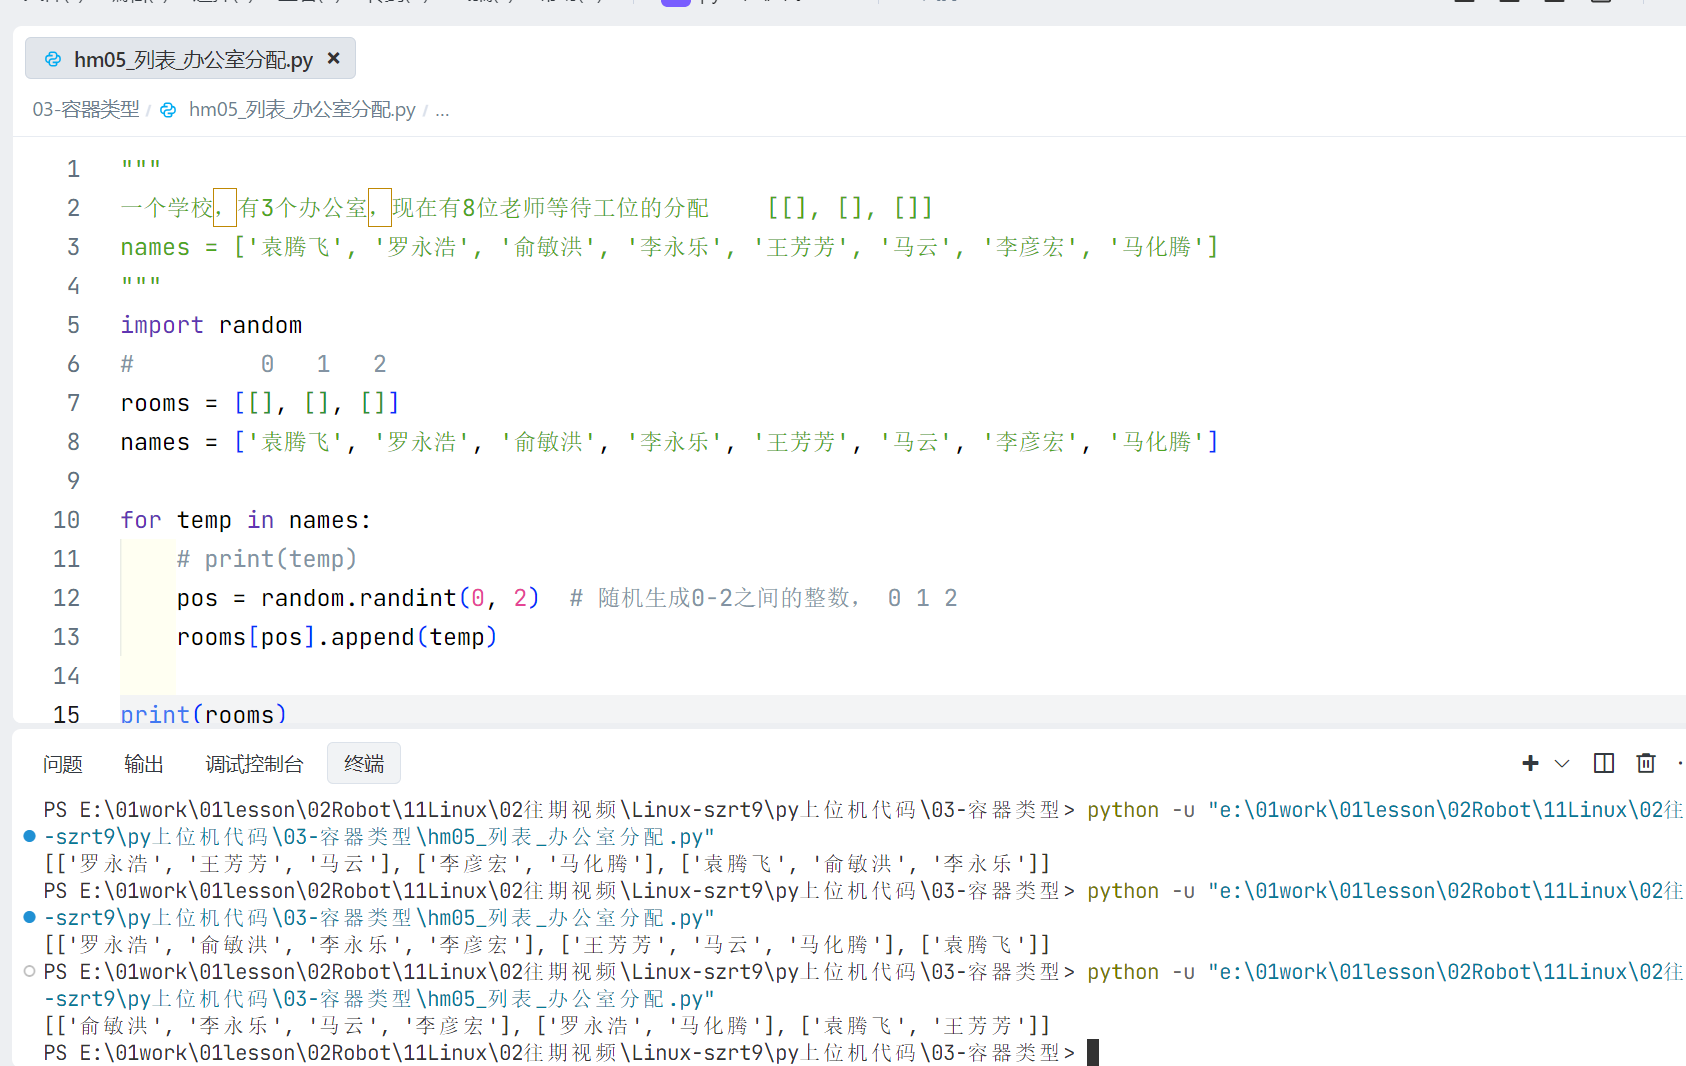 hm05_列表_办公室分配.py ×
03-容器类型 / hm05_列表_办公室分配.py / ...
1 """
2 一个学校，有3个办公室，现在有8位老师等待工位的分配    [[], [], []]
3 names = ['袁腾飞', '罗永浩', '俞敏洪', '李永乐', '王芳芳', '马云', '李彦宏', '马化腾']
4 """
5 import random
6 #         0   1   2
7 rooms = [[], [], []]
8 names = ['袁腾飞', '罗永浩', '俞敏洪', '李永乐', '王芳芳', '马云', '李彦宏', '马化腾']
9
10 for temp in names:
11     # print(temp)
12     pos = random.randint(0, 2)  # 随机生成0-2之间的整数， 0 1 2
13     rooms[pos].append(temp)
14
15 print(rooms)
问题 输出 调试控制台 终端
PS E:\01work\01lesson\02Robot\11Linux\02往期视频\Linux-szrt9\py上位机代码\03-容器类型> python -u "e:\01work\01lesson\02Robot\11Linux\02往
-szrt9\py上位机代码\03-容器类型\hm05_列表_办公室分配.py"
[['罗永浩', '王芳芳', '马云'], ['李彦宏', '马化腾'], ['袁腾飞', '俞敏洪', '李永乐']]
PS E:\01work\01lesson\02Robot\11Linux\02往期视频\Linux-szrt9\py上位机代码\03-容器类型> python -u "e:\01work\01lesson\02Robot\11Linux\02往
-szrt9\py上位机代码\03-容器类型\hm05_列表_办公室分配.py"
[['罗永浩', '俞敏洪', '李永乐', '李彦宏'], ['王芳芳', '马云', '马化腾'], ['袁腾飞']]
PS E:\01work\01lesson\02Robot\11Linux\02往期视频\Linux-szrt9\py上位机代码\03-容器类型> python -u "e:\01work\01lesson\02Robot\11Linux\02往
-szrt9\py上位机代码\03-容器类型\hm05_列表_办公室分配.py"
[['俞敏洪', '李永乐', '马云', '李彦宏'], ['罗永浩', '马化腾'], ['袁腾飞', '王芳芳']]
PS E:\01work\01lesson\02Robot\11Linux\02往期视频\Linux-szrt9\py上位机代码\03-容器类型>